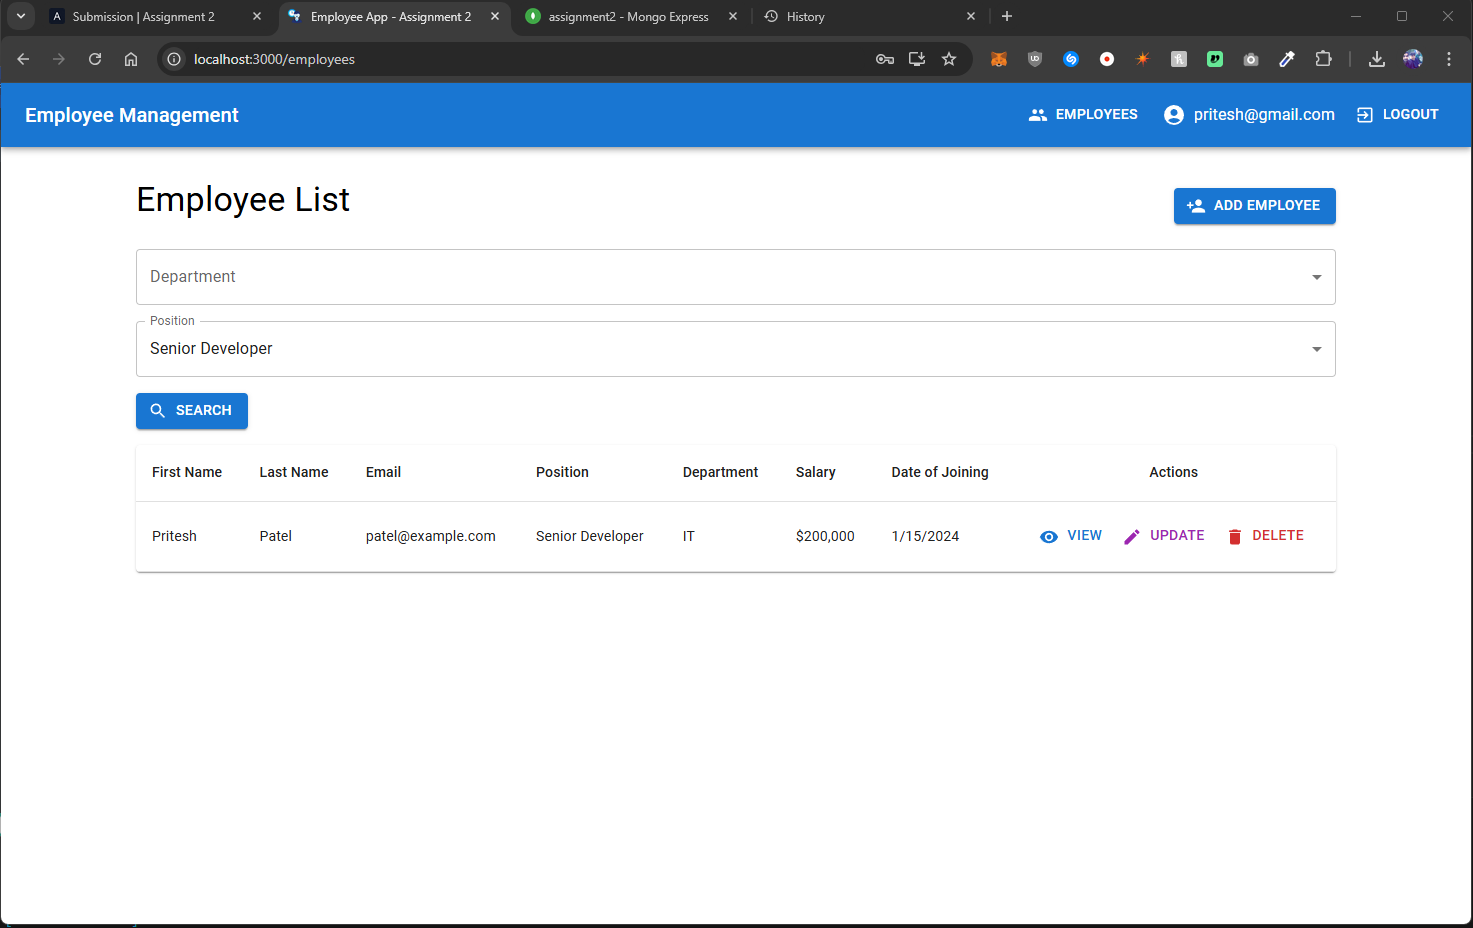 Submission | Assignment 2
Employee App - Assignment 2
assignment2 - Mongo Express
History
localhost:3000/employees
Employee Management
EMPLOYEES
pritesh@gmail.com
LOGOUT
Employee List
ADD EMPLOYEE
Department
Position
Senior Developer
SEARCH
First Name Last Name Email Position Department Salary Date of Joining Actions
Pritesh Patel patel@example.com Senior Developer IT $200,000 1/15/2024 VIEW UPDATE DELETE